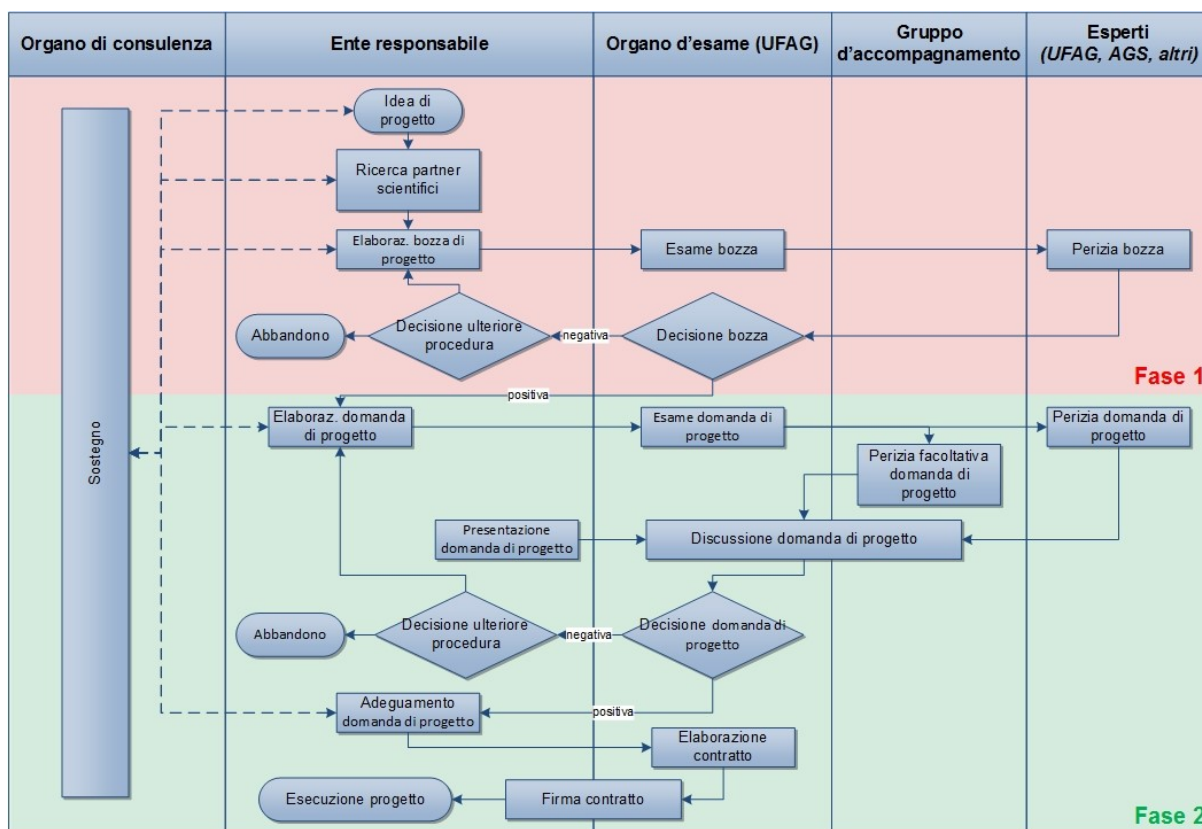 Organo di consulenza
Ente responsabile
Organo d'esame (UFAG)
Gruppo
d'accompagnamento
Esperti
(UFAG, AGS, altri)
Idea di
progetto
Ricerca partner
scientifici
Elaboraz. bozza di
progetto
Esame bozza
Perizia bozza
Abbandono
Decisione ulteriore
procedura
negativa
Decisione bozza
Fase 1
positiva
Elaboraz. domanda
di progetto
Esame domanda di
progetto
Perizia domanda di
progetto
Perizia facoltativa
domanda di
progetto
Sostegno
Presentazione
domanda di progetto
Discussione domanda di progetto
Abbandono
Decisione ulteriore
procedura
negativa
Decisione domanda di
progetto
Adeguamento
domanda di progetto
positiva
Elaborazione
contratto
Esecuzione progetto
Firma contratto
Fase 2